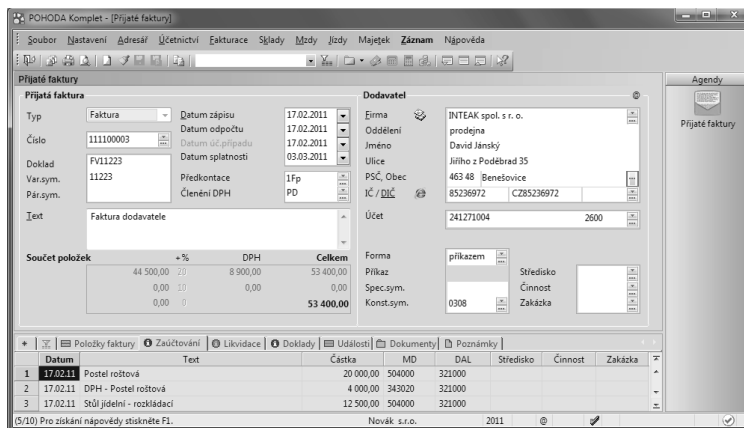 POHODA Komplet - [Přijaté faktury]
Soubor Nastavení Adresář Účetnictví Fakturace Sklady Mzdy Jízdy Majetek Záznam Nápověda
Přijaté faktury
Agendy
Přijaté faktury
Přijatá faktura
Typ Faktura
Číslo 111100003
Doklad FV11223
Var.sym. 11223
Pár.sym.
Datum zápisu 17.02.2011
Datum odpočtu 17.02.2011
Datum úč.případu 17.02.2011
Datum splatnosti 03.03.2011
Předkontace 1Fp
Členění DPH PD
Text Faktura dodavatele
Součet položek +% DPH Celkem
44 500,00 20 8 900,00 53 400,00
0,00 10 0,00 0,00
0,00 0 53 400,00
Dodavatel @
Firma INTEAK spol. s r. o.
Oddělení prodejna
Jméno David Jánský
Ulice Jiřího z Poděbrad 35
PSČ, Obec 463 48 Benešovice
IČ / DIČ 85236972 CZ85236972
Účet 241271004 2600
Forma příkazem
Příkaz Středisko
Spec.sym. Činnost
Konst.sym. 0308 Zakázka
+ Položky faktury Zaúčtování Likvidace Doklady Události Dokumenty Poznámky
Datum Text Částka MD DAL Středisko Činnost Zakázka
1 17.02.11 Postel roštová 20 000,00 504000 321000
2 17.02.11 DPH - Postel roštová 4 000,00 343020 321000
3 17.02.11 Stůl jídelní - rozkládací 12 500,00 504000 321000
(5/10) Pro získání nápovědy stiskněte F1. Novák s.r.o. 2011 @